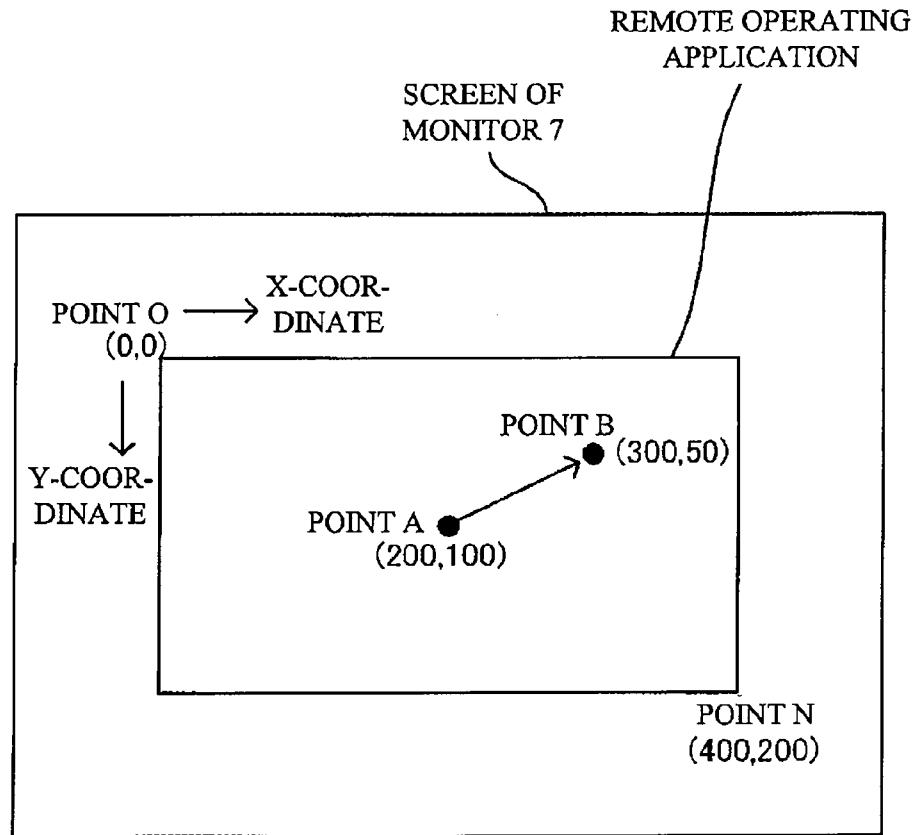 REMOTE OPERATING
APPLICATION
SCREEN OF
MONITOR 7
X-COOR-
DINATE
POINT O
(0,0)
Y-COOR-
DINATE
POINT B
(300,50)
POINT A
(200,100)
POINT N
(400,200)